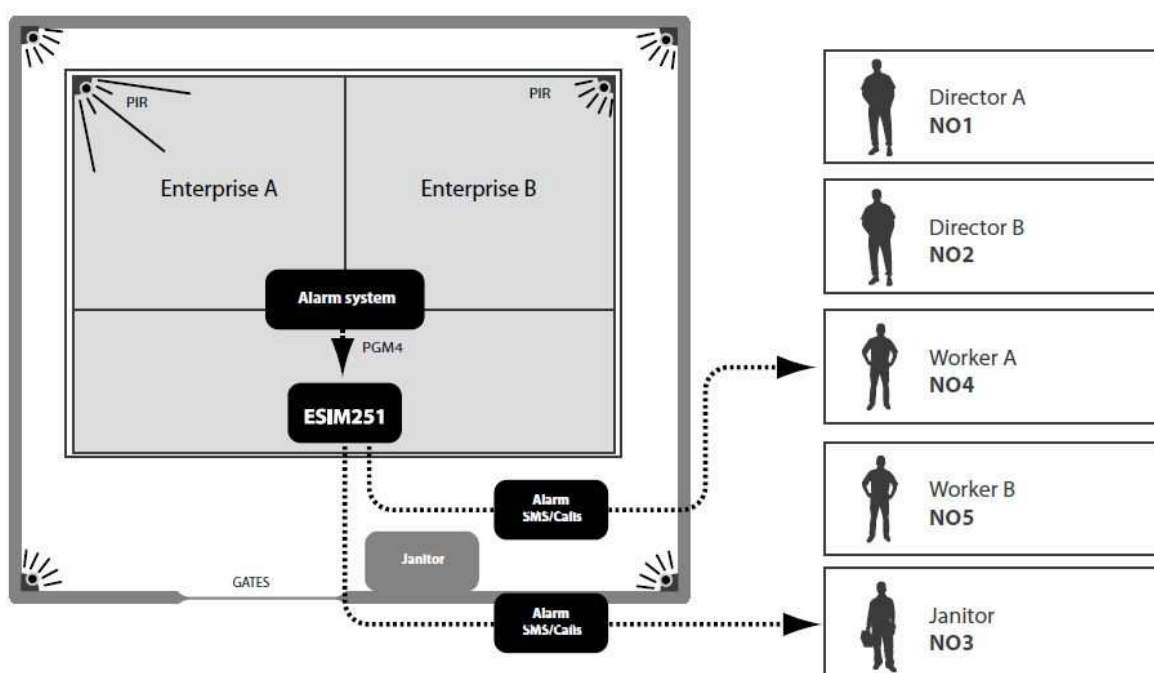 PIR
PIR
Enterprise A
Enterprise B
Alarm system
PGM4
ESIM251
Alarm
SMS/Calls
Janitor
GATES
Alarm
SMS/Calls
Director A
NO1
Director B
NO2
Worker A
NO4
Worker B
NO5
Janitor
NO3